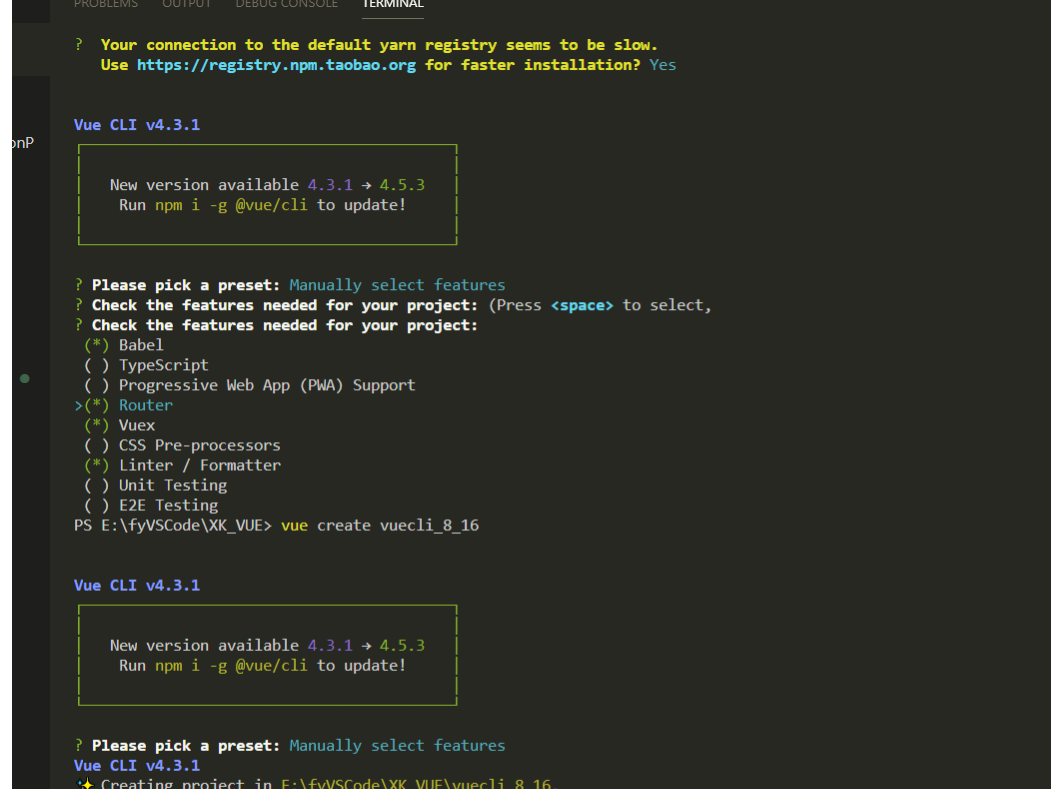 PROBLEMS OUTPUT DEBUG CONSOLE TERMINAL
? Your connection to the default yarn registry seems to be slow.
Use https://registry.npm.taobao.org for faster installation? Yes
Vue CLI v4.3.1
onP
New version available 4.3.1 → 4.5.3
Run npm i -g @vue/cli to update!
? Please pick a preset: Manually select features
? Check the features needed for your project: (Press <space> to select,
? Check the features needed for your project:
(*) Babel
( ) TypeScript
( ) Progressive Web App (PWA) Support
>(*) Router
(*) Vuex
( ) CSS Pre-processors
(*) Linter / Formatter
( ) Unit Testing
( ) E2E Testing
PS E:\fyVSCode\XK_VUE> vue create vuecli_8_16
Vue CLI v4.3.1
New version available 4.3.1 → 4.5.3
Run npm i -g @vue/cli to update!
? Please pick a preset: Manually select features
Vue CLI v4.3.1
✨ Creating project in E:\fyVSCode\XK_VUE\vuecli_8_16.